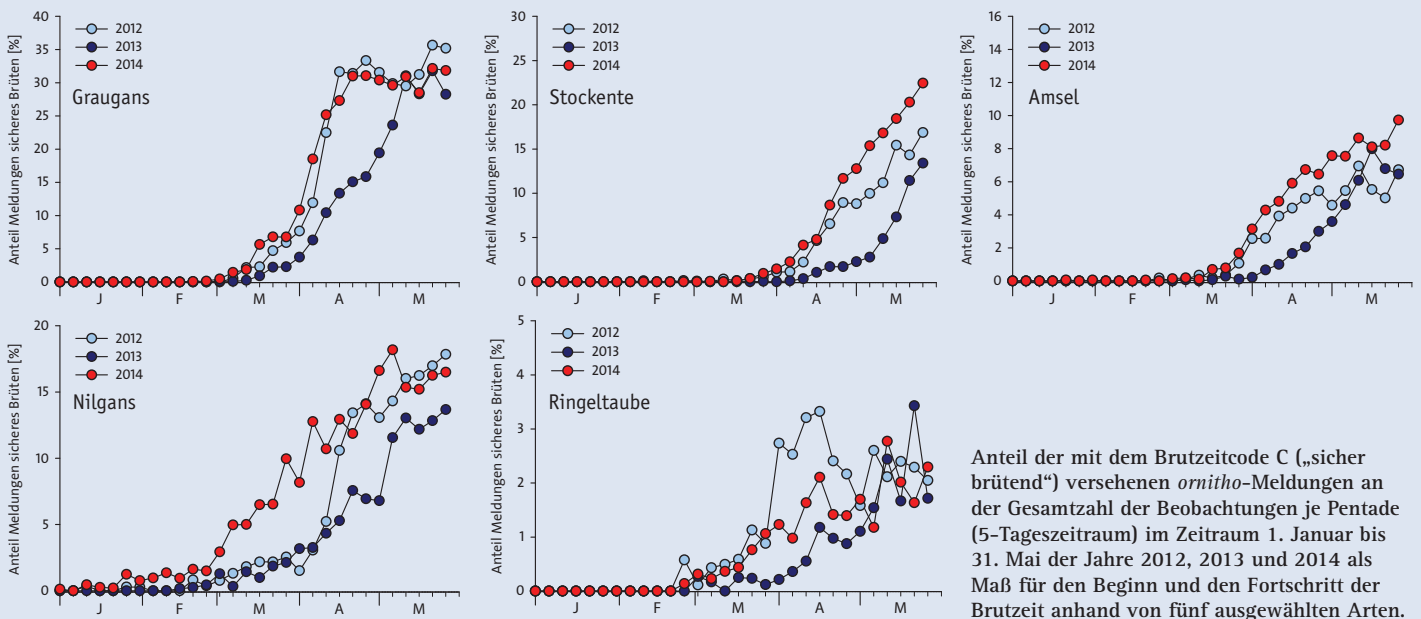 Anteil Meldungen sicheres Brüten [%]
40
35
30
25
20
15
10
5
0
2012
2013
2014
Graugans
J F M A M
Anteil Meldungen sicheres Brüten [%]
30
25
20
15
10
5
0
2012
2013
2014
Stockente
J F M A M
Anteil Meldungen sicheres Brüten [%]
16
14
12
10
8
6
4
2
0
2012
2013
2014
Amsel
J F M A M
Anteil Meldungen sicheres Brüten [%]
20
15
10
5
0
2012
2013
2014
Nilgans
J F M A M
Anteil Meldungen sicheres Brüten [%]
5
4
3
2
1
0
2012
2013
2014
Ringeltaube
J F M A M
Anteil der mit dem Brutzeitcode C („sicher
brütend“) versehenen ornitho-Meldungen an
der Gesamtzahl der Beobachtungen je Pentade
(5-Tageszeitraum) im Zeitraum 1. Januar bis
31. Mai der Jahre 2012, 2013 und 2014 als
Maß für den Beginn und den Fortschritt der
Brutzeit anhand von fünf ausgewählten Arten.